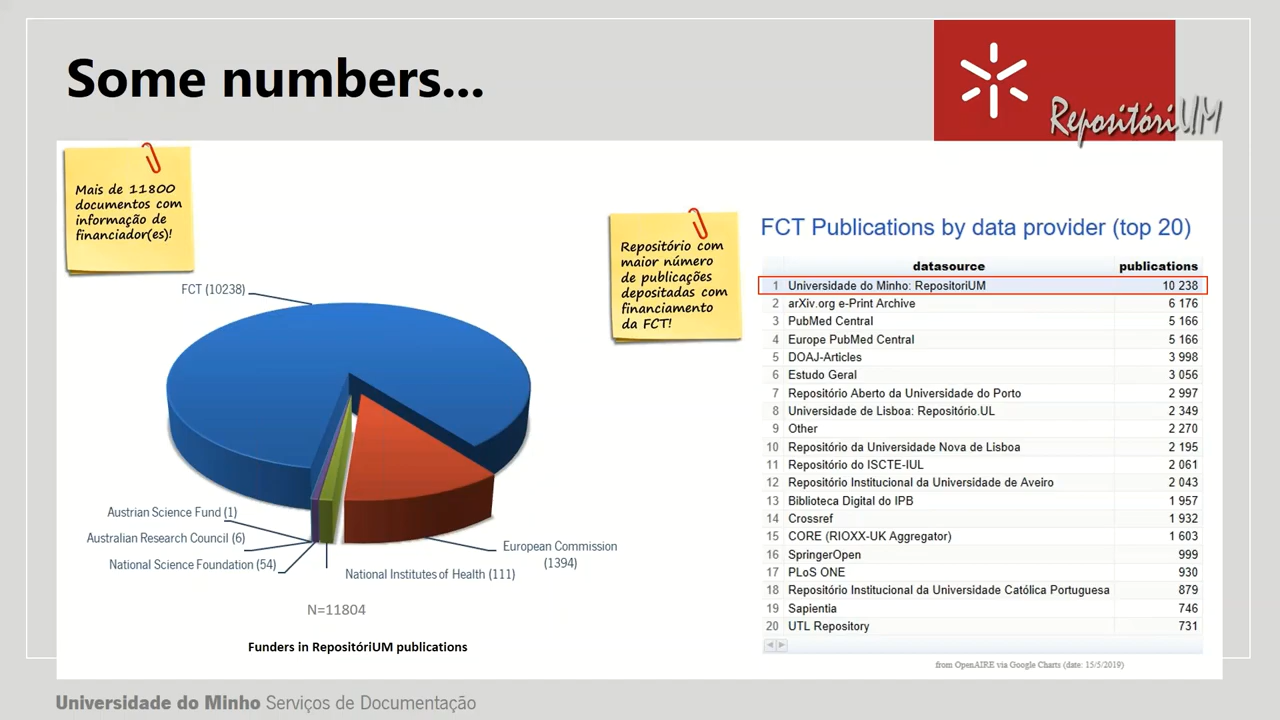 Some numbers...
RepositóriUM
Mais de 11800
documentos com
informação de
financiador(es)!
FCT (10238)
Austrian Science Fund (1)
Australian Research Council (6)
National Science Foundation (54)
National Institutes of Health (111)
European Commission
(1394)
N=11804
Funders in RepositóriUM publications
Repositório com
maior número
de publicações
depositadas com
financiamento
da FCT!
FCT Publications by data provider (top 20)
datasource publications
1 Universidade do Minho: RepositoriUM 10 238
2 arXiv.org e-Print Archive 6 176
3 PubMed Central 5 166
4 Europe PubMed Central 5 166
5 DOAJ-Articles 3 998
6 Estudo Geral 3 056
7 Repositório Aberto da Universidade do Porto 2 997
8 Universidade de Lisboa: Repositório.UL 2 349
9 Other 2 270
10 Repositório da Universidade Nova de Lisboa 2 195
11 Repositório do ISCTE-IUL 2 061
12 Repositório Institucional da Universidade de Aveiro 2 043
13 Biblioteca Digital do IPB 1 957
14 Crossref 1 932
15 CORE (RIOXX-UK Aggregator) 1 603
16 SpringerOpen 999
17 PLoS ONE 930
18 Repositório Institucional da Universidade Católica Portuguesa 879
19 Sapientia 746
20 UTL Repository 731
from OpenAIRE via Google Charts (date: 15/5/2019)
Universidade do Minho Serviços de Documentação